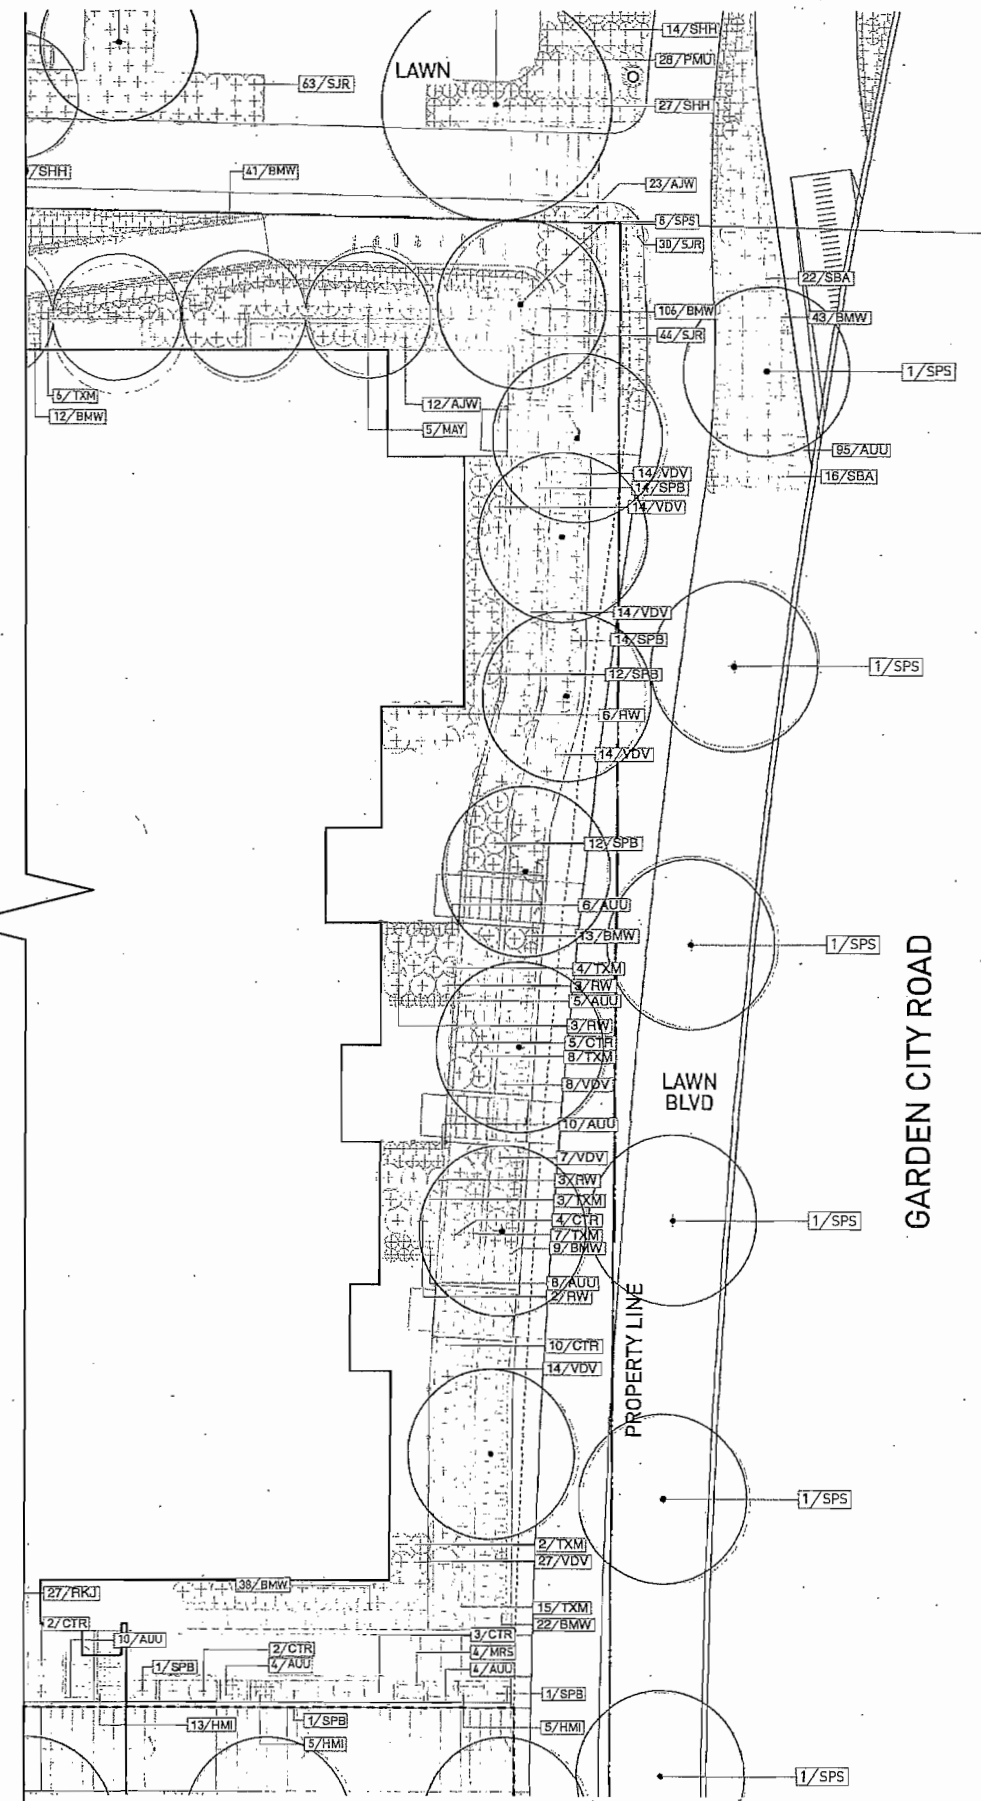 14/SHH
28/PMU
LAWN
63/SJR
27/SHH
/SHH
41/BMW
23/AJW
8/SPS
30/SJR
22/SBA
106/BMW
43/BMW
44/SJR
1/SPS
6/TXM
12/AJW
12/BMW
5/MAY
95/AUU
14/VDV
16/SBA
14/SPB
14/VDV
14/VDV
14/SPB
1/SPS
12/SPB
6/RW
14/VDV
12/SPB
6/AUU
13/BMW
1/SPS
4/TXM
3/RW
5/AUU
3/RW
5/CTR
8/TXM
8/VDV
LAWN
BLVD
GARDEN CITY ROAD
10/AUU
7/VDV
3/RW
3/TXM
4/CTR
1/SPS
7/TXM
9/BMW
8/AUU
2/RW
PROPERTY LINE
10/CTR
14/VDV
1/SPS
2/TXM
27/VDV
38/BMW
27/RKJ
15/TXM
2/CTR
22/BMW
10/AUU
3/CTR
2/CTR
4/MRS
1/SPB
4/AUU
4/AUU
1/SPB
13/HMI
1/SPB
5/HMI
5/HMI
1/SPS